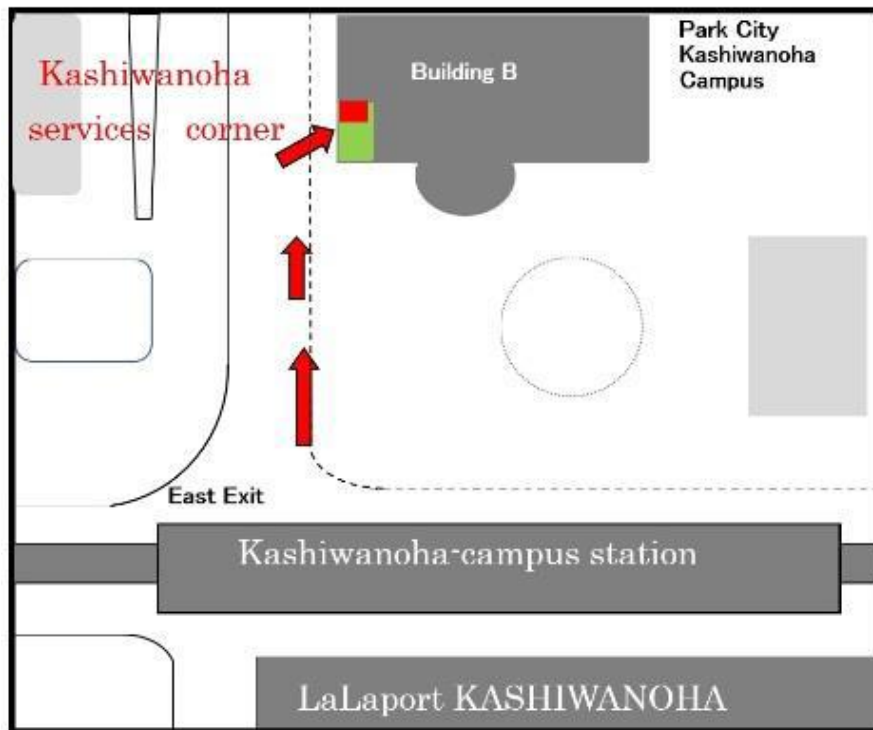 Park City
Kashiwanoha
Campus
Building B
Kashiwanoha
services corner
East Exit
Kashiwanoha-campus station
LaLaport KASHIWANOHA